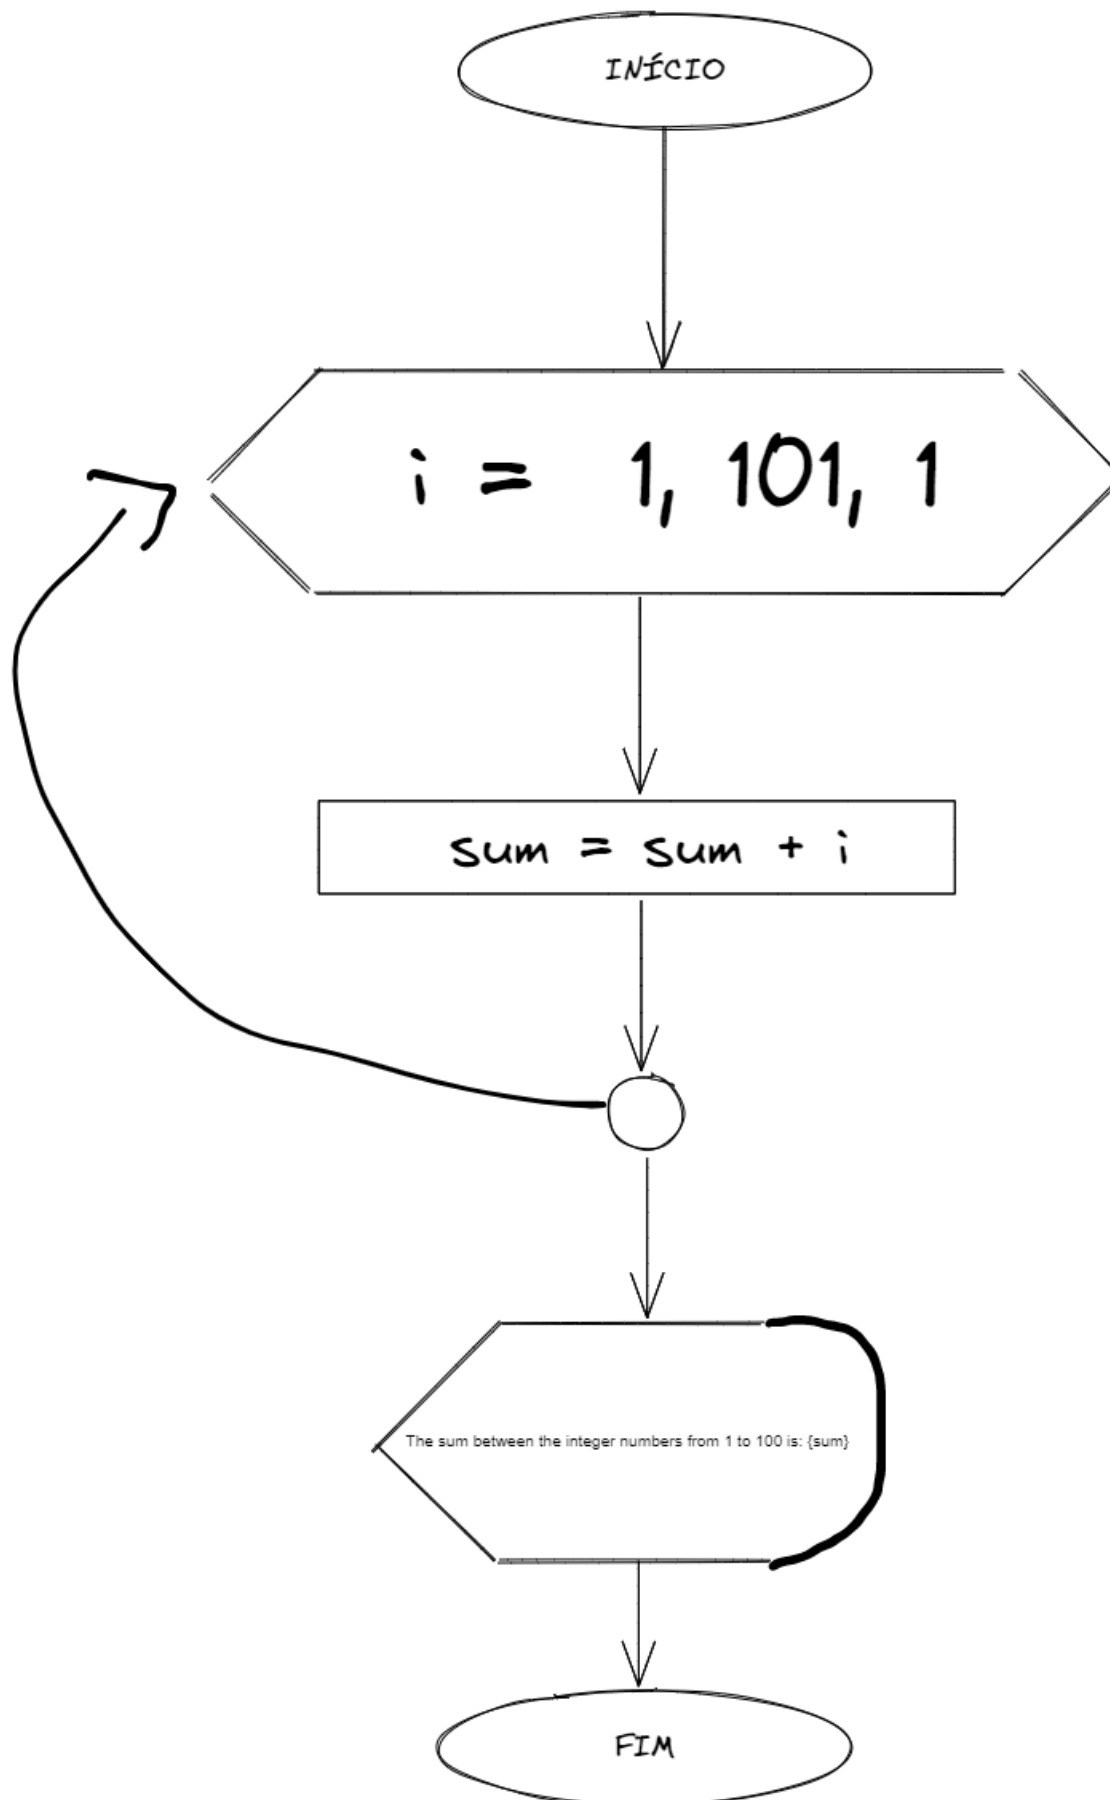 INÍCIO
i = 1, 101, 1
sum = sum + i
The sum between the integer numbers from 1 to 100 is: {sum}
FIM